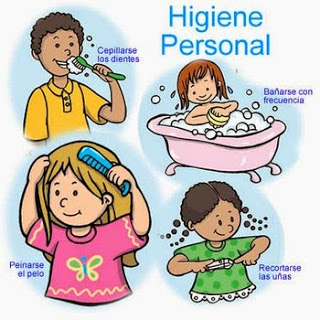 Higiene
Personal
Cepillarse
los dientes
Bañarse con
frecuencia
Peinarse
el pelo
Recortarse
las uñas